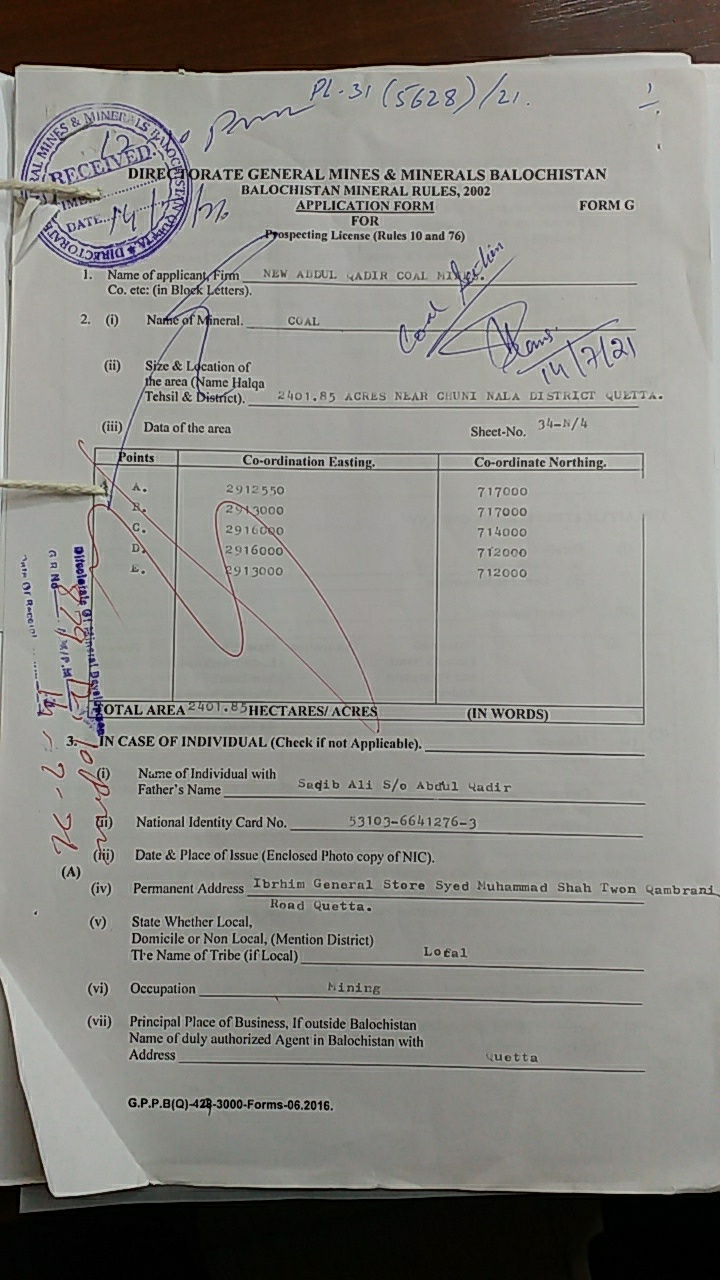 PL-31 (5628)/21.
RECEIVED
DATE 14/7/21
DIRECTORATE GENERAL MINES & MINERALS BALOCHISTAN
BALOCHISTAN MINERAL RULES, 2002
APPLICATION FORM FORM G
FOR
Prospecting License (Rules 10 and 76)
1. Name of applicant, Firm NEW ABDUL QADIR COAL MINES.
Co. etc: (in Block Letters).
Coal Section
2. (i) Name of Mineral. COAL
14/7/21
(ii) Size & Location of
the area (Name Halqa
Tehsil & District). 2401.85 ACRES NEAR CHUNI NALA DISTRICT QUETTA.
(iii) Data of the area Sheet-No. 34-N/4
Points Co-ordination Easting. Co-ordinate Northing.
A. 2912550 717000
B. 2913000 717000
C. 2916000 714000
D. 2916000 712000
E. 2913000 712000
Directorate Of Mineral Development
TOTAL AREA 2401.85 HECTARES/ ACRES (IN WORDS)
3. IN CASE OF INDIVIDUAL (Check if not Applicable).
(i) Name of Individual with
Father's Name Saqib Ali S/o Abdul Qadir
(ii) National Identity Card No. 53103-6641276-3
(iii) Date & Place of Issue (Enclosed Photo copy of NIC).
(A)
(iv) Permanent Address Ibrhim General Store Syed Muhammad Shah Twon Qambrani
Road Quetta.
(v) State Whether Local,
Domicile or Non Local, (Mention District)
The Name of Tribe (if Local) Local
(vi) Occupation Mining
(vii) Principal Place of Business, If outside Balochistan
Name of duly authorized Agent in Balochistan with
Address Quetta
G.P.P.B(Q)-428-3000-Forms-06.2016.